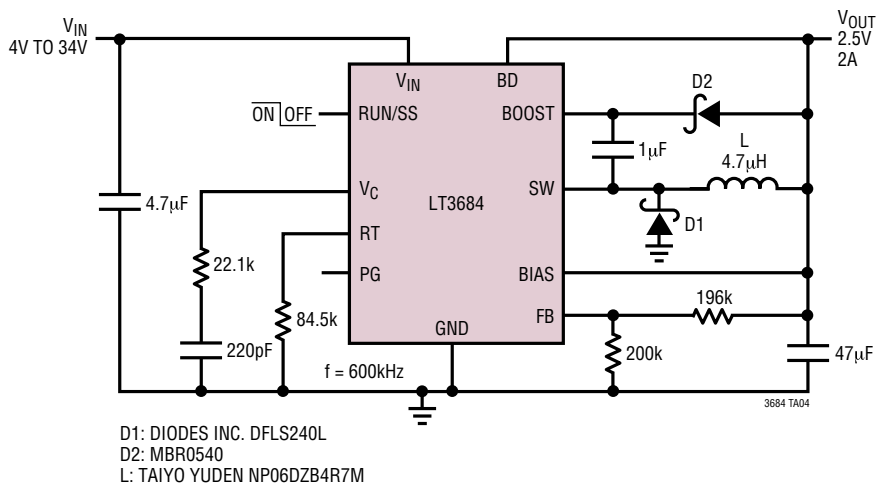 VIN
4V TO 34V
VOUT
2.5V
2A
VIN
BD
D2
ON OFF
RUN/SS
BOOST
1µF
L
4.7µH
VC
LT3684
SW
4.7µF
D1
RT
22.1k
PG
BIAS
196k
84.5k
FB
GND
220pF
f = 600kHz
200k
47µF
3684 TA04
D1: DIODES INC. DFLS240L
D2: MBR0540
L: TAIYO YUDEN NP06DZB4R7M